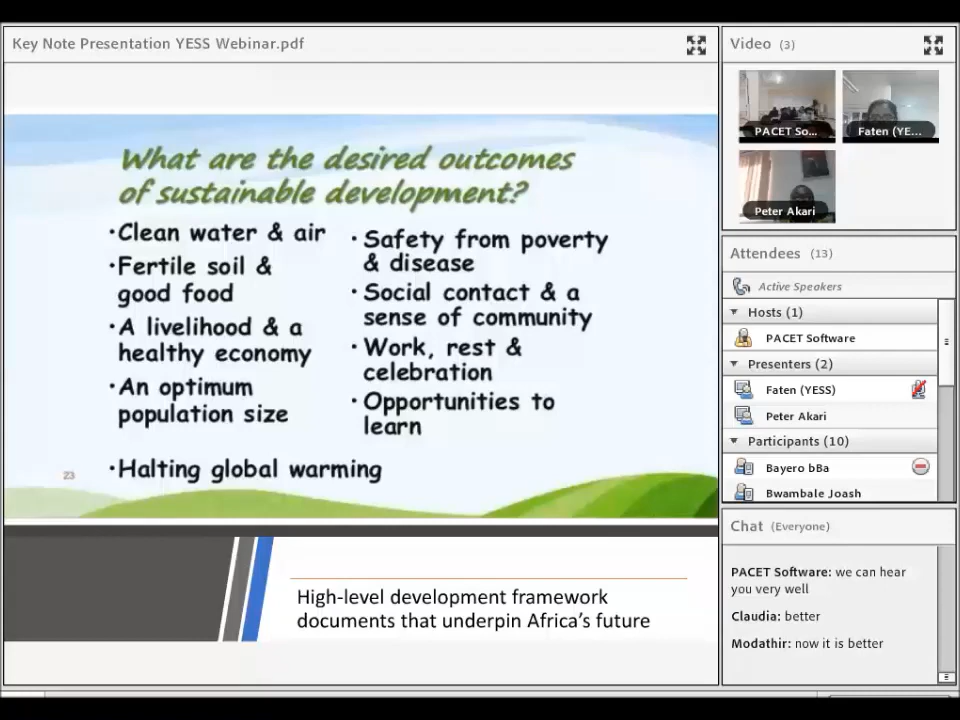 Key Note Presentation YESS Webinar.pdf
What are the desired outcomes
of sustainable development?
·Clean water & air
·Fertile soil &
good food
·A livelihood & a
healthy economy
·An optimum
population size
·Halting global warming
·Safety from poverty
& disease
·Social contact & a
sense of community
·Work, rest &
celebration
·Opportunities to
learn
23
High-level development framework
documents that underpin Africa's future
Video (3)
PACET So...
Faten (YE...
Peter Akari
Attendees (13)
Active Speakers
Hosts (1)
PACET Software
Presenters (2)
Faten (YESS)
Peter Akari
Participants (10)
Bayero bBa
Bwambale Joash
Chat (Everyone)
PACET Software: we can hear
you very well
Claudia: better
Modathir: now it is better